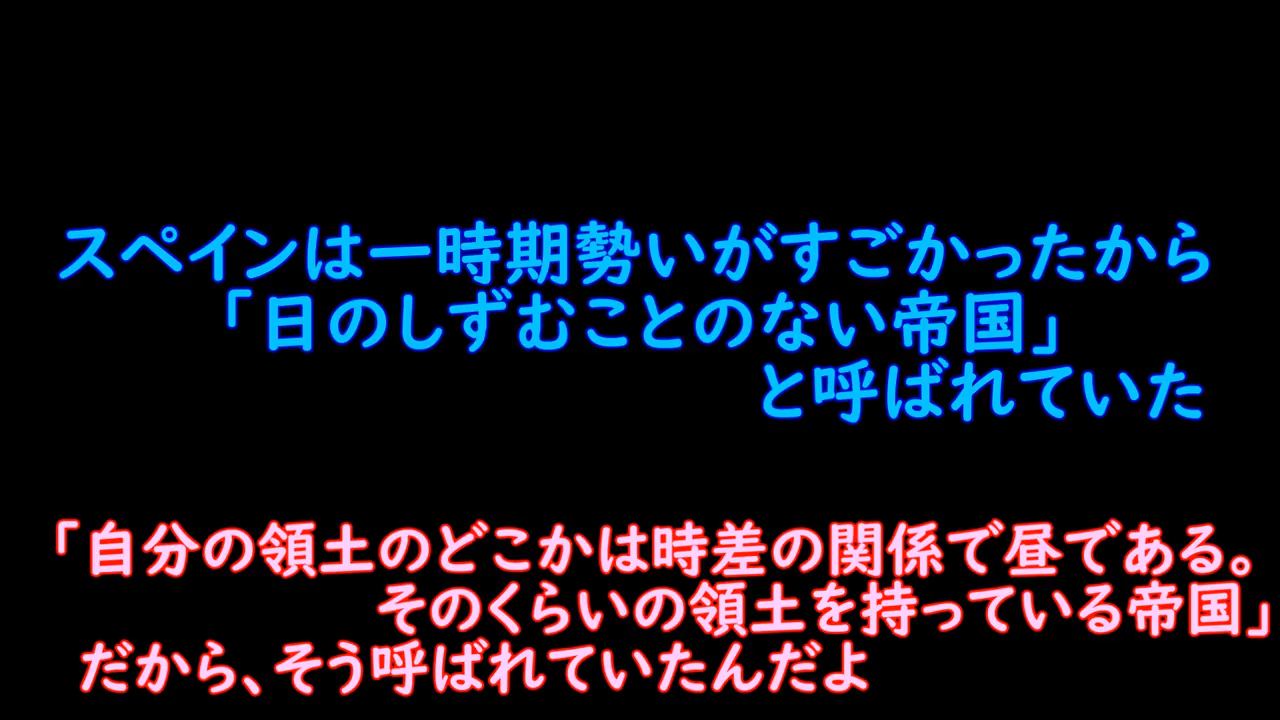 スペインは一時期勢いがすごかったから
「日のしずむことのない帝国」
と呼ばれていた
「自分の領土のどこかは時差の関係で昼である。
そのくらいの領土を持っている帝国」
だから、そう呼ばれていたんだよ